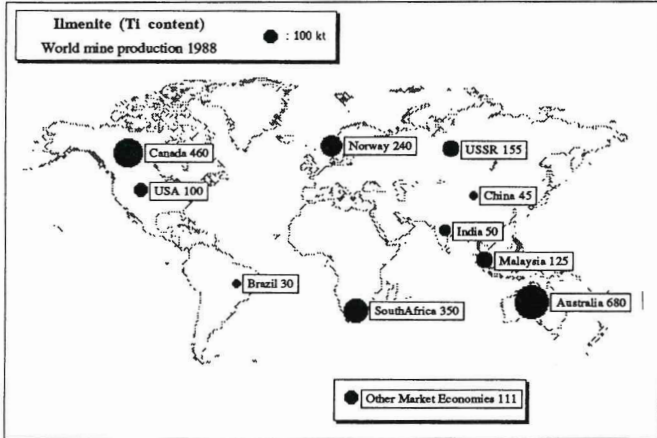 Ilmenite (Ti content)
World mine production 1988
: 100 kt
Canada 460
Norway 240
USSR 155
USA 100
China 45
India 50
Malaysia 125
Brazil 30
SouthAfrica 350
Australia 680
Other Market Economies 111